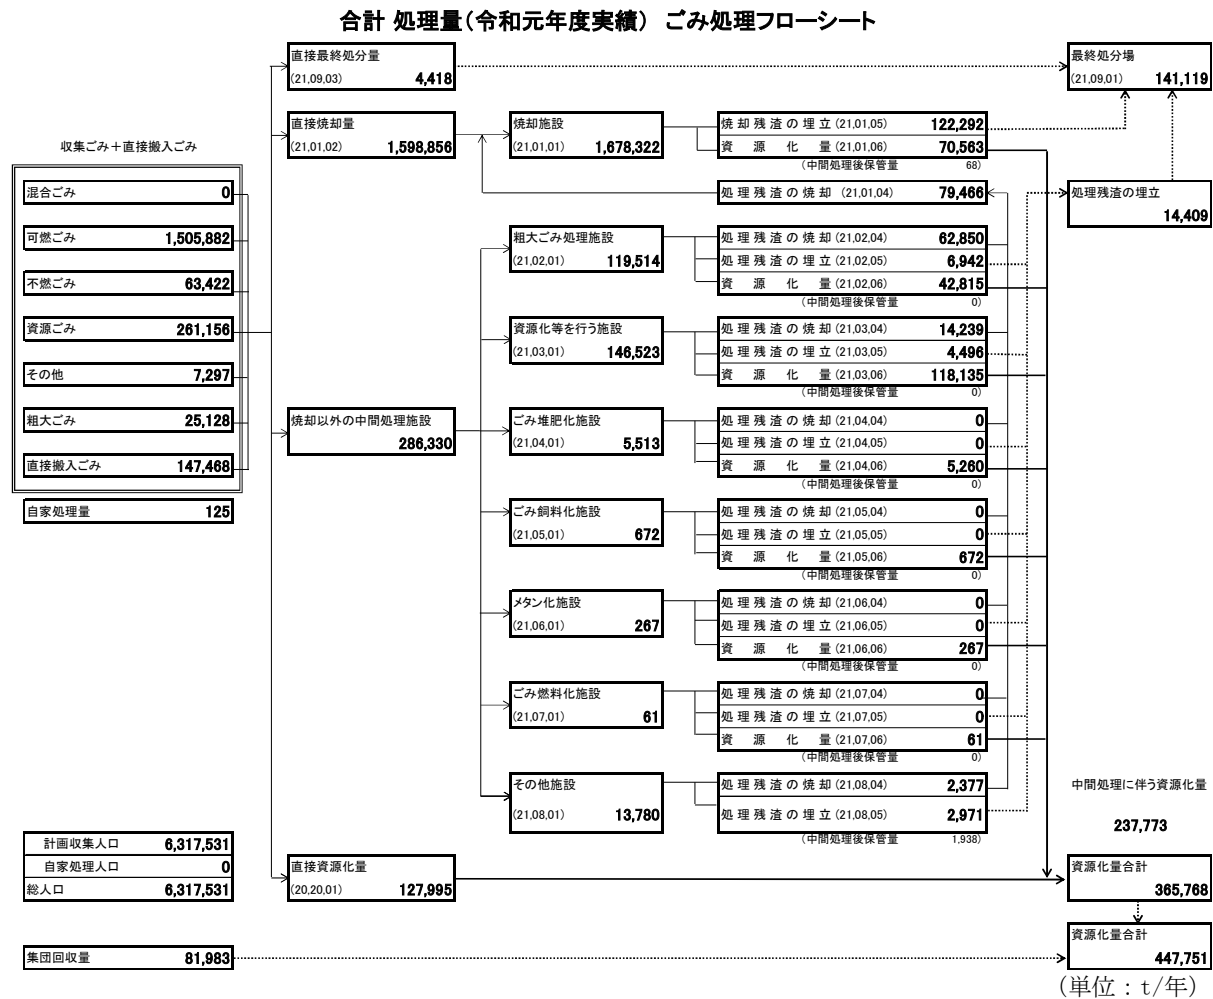 合計 処理量（令和元年度実績） ごみ処理フローシート
直接最終処分量
(21,09,03) 4,418
最終処分場
(21,09,01) 141,119
収集ごみ＋直接搬入ごみ
混合ごみ 0
可燃ごみ 1,505,882
不燃ごみ 63,422
資源ごみ 261,156
その他 7,297
粗大ごみ 25,128
直接搬入ごみ 147,468
自家処理量 125
直接焼却量
(21,01,02) 1,598,856
焼却施設
(21,01,01) 1,678,322
焼却残渣の埋立 (21,01,05) 122,292
資源化量 (21,01,06) 70,563
（中間処理後保管量 68)
処理残渣の焼却 (21,01,04) 79,466
処理残渣の埋立
14,409
焼却以外の中間処理施設
286,330
粗大ごみ処理施設
(21,02,01) 119,514
処理残渣の焼却 (21,02,04) 62,850
処理残渣の埋立 (21,02,05) 6,942
資源化量 (21,02,06) 42,815
（中間処理後保管量 0)
資源化等を行う施設
(21,03,01) 146,523
処理残渣の焼却 (21,03,04) 14,239
処理残渣の埋立 (21,03,05) 4,496
資源化量 (21,03,06) 118,135
（中間処理後保管量 0)
ごみ堆肥化施設
(21,04,01) 5,513
処理残渣の焼却 (21,04,04) 0
処理残渣の埋立 (21,04,05) 0
資源化量 (21,04,06) 5,260
（中間処理後保管量 0)
ごみ飼料化施設
(21,05,01) 672
処理残渣の焼却 (21,05,04) 0
処理残渣の埋立 (21,05,05) 0
資源化量 (21,05,06) 672
（中間処理後保管量 0)
メタン化施設
(21,06,01) 267
処理残渣の焼却 (21,06,04) 0
処理残渣の埋立 (21,06,05) 0
資源化量 (21,06,06) 267
（中間処理後保管量 0)
ごみ燃料化施設
(21,07,01) 61
処理残渣の焼却 (21,07,04) 0
処理残渣の埋立 (21,07,05) 0
資源化量 (21,07,06) 61
（中間処理後保管量 0)
その他施設
(21,08,01) 13,780
処理残渣の焼却 (21,08,04) 2,377
処理残渣の埋立 (21,08,05) 2,971
（中間処理後保管量 1,938)
中間処理に伴う資源化量
237,773
計画収集人口 6,317,531
自家処理人口 0
総人口 6,317,531
直接資源化量
(20,20,01) 127,995
資源化量合計
365,768
集団回収量 81,983
資源化量合計
447,751
（単位：t/年）